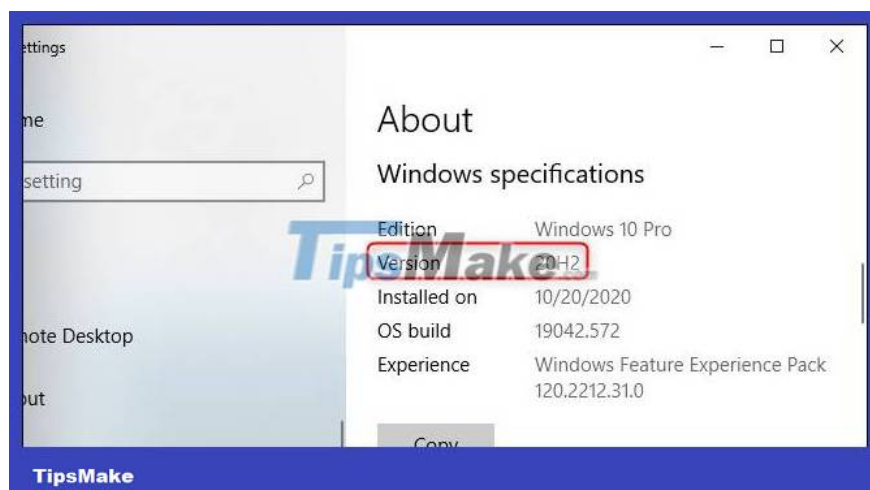 ettings
me
setting
note Desktop
out
About
Windows specifications
Edition Windows 10 Pro
Version 20H2
Installed on 10/20/2020
OS build 19042.572
Experience Windows Feature Experience Pack
120.2212.31.0
Copy
TipsMake
TipsMake